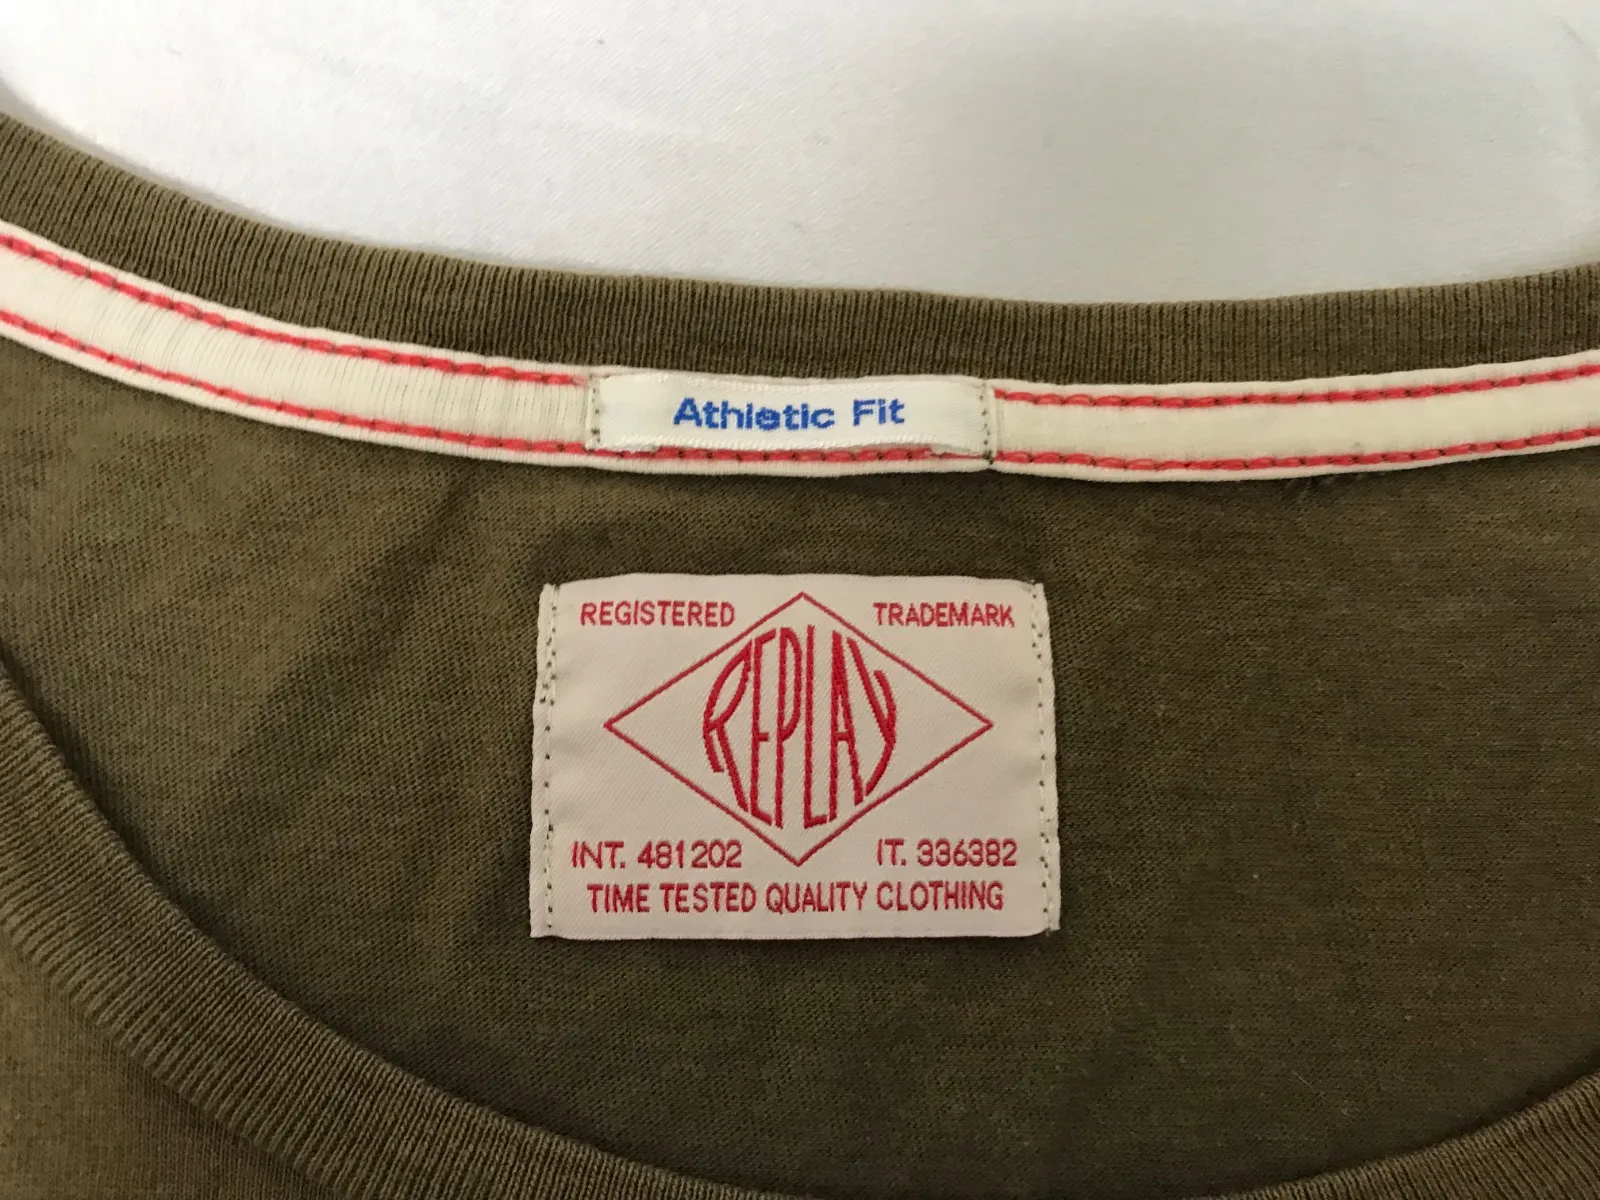 Athletic Fit
REGISTERED TRADEMARK
REPLAY
INT. 481202 IT. 336382
TIME TESTED QUALITY CLOTHING